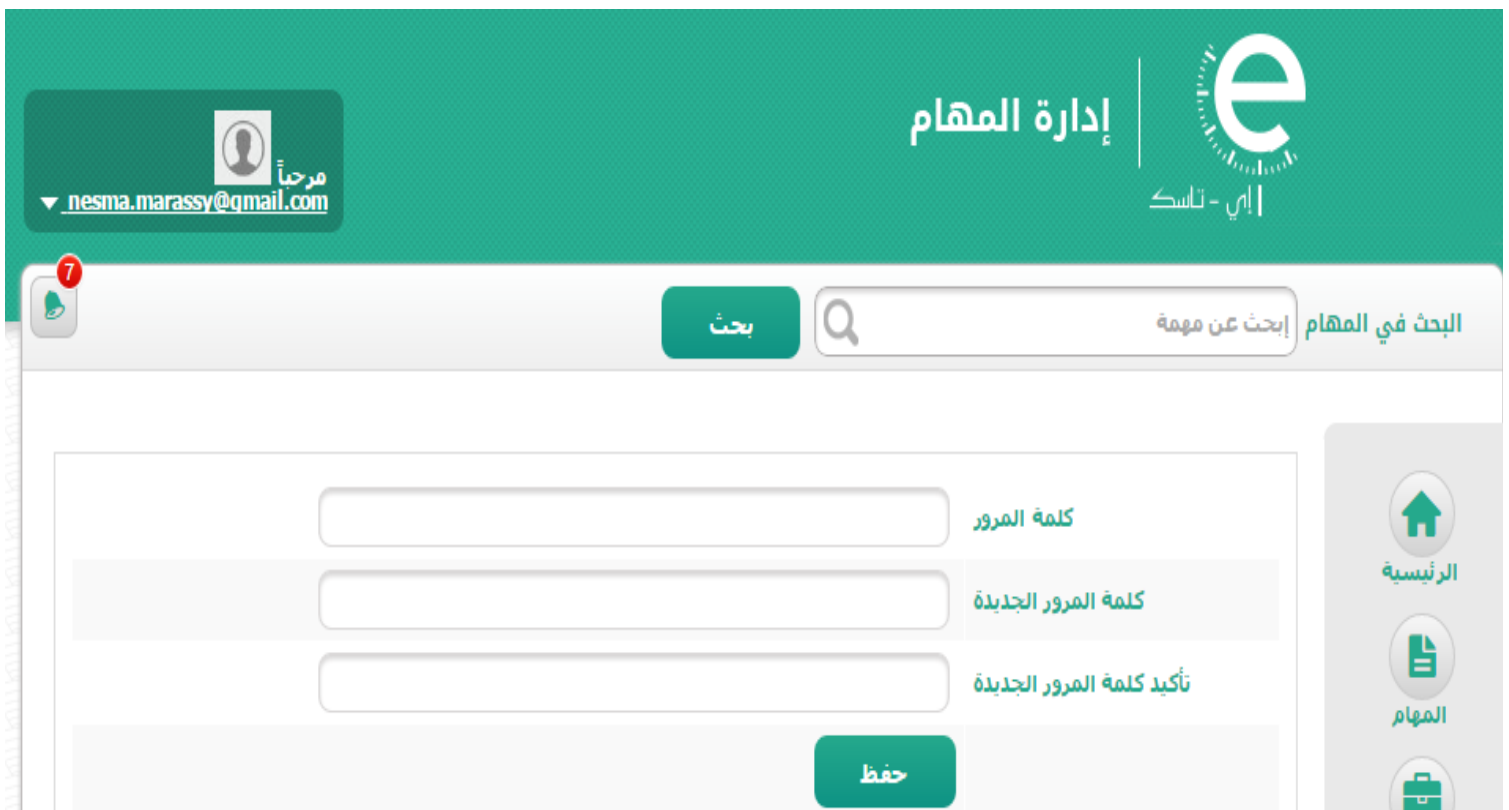 إدارة المهام
إي - تاسك
مرحباً
nesma.marassy@gmail.com
7
البحث في المهام
إبحث عن مهمة
بحث
الرئيسية
المهام
كلمة المرور
كلمة المرور الجديدة
تأكيد كلمة المرور الجديدة
حفظ